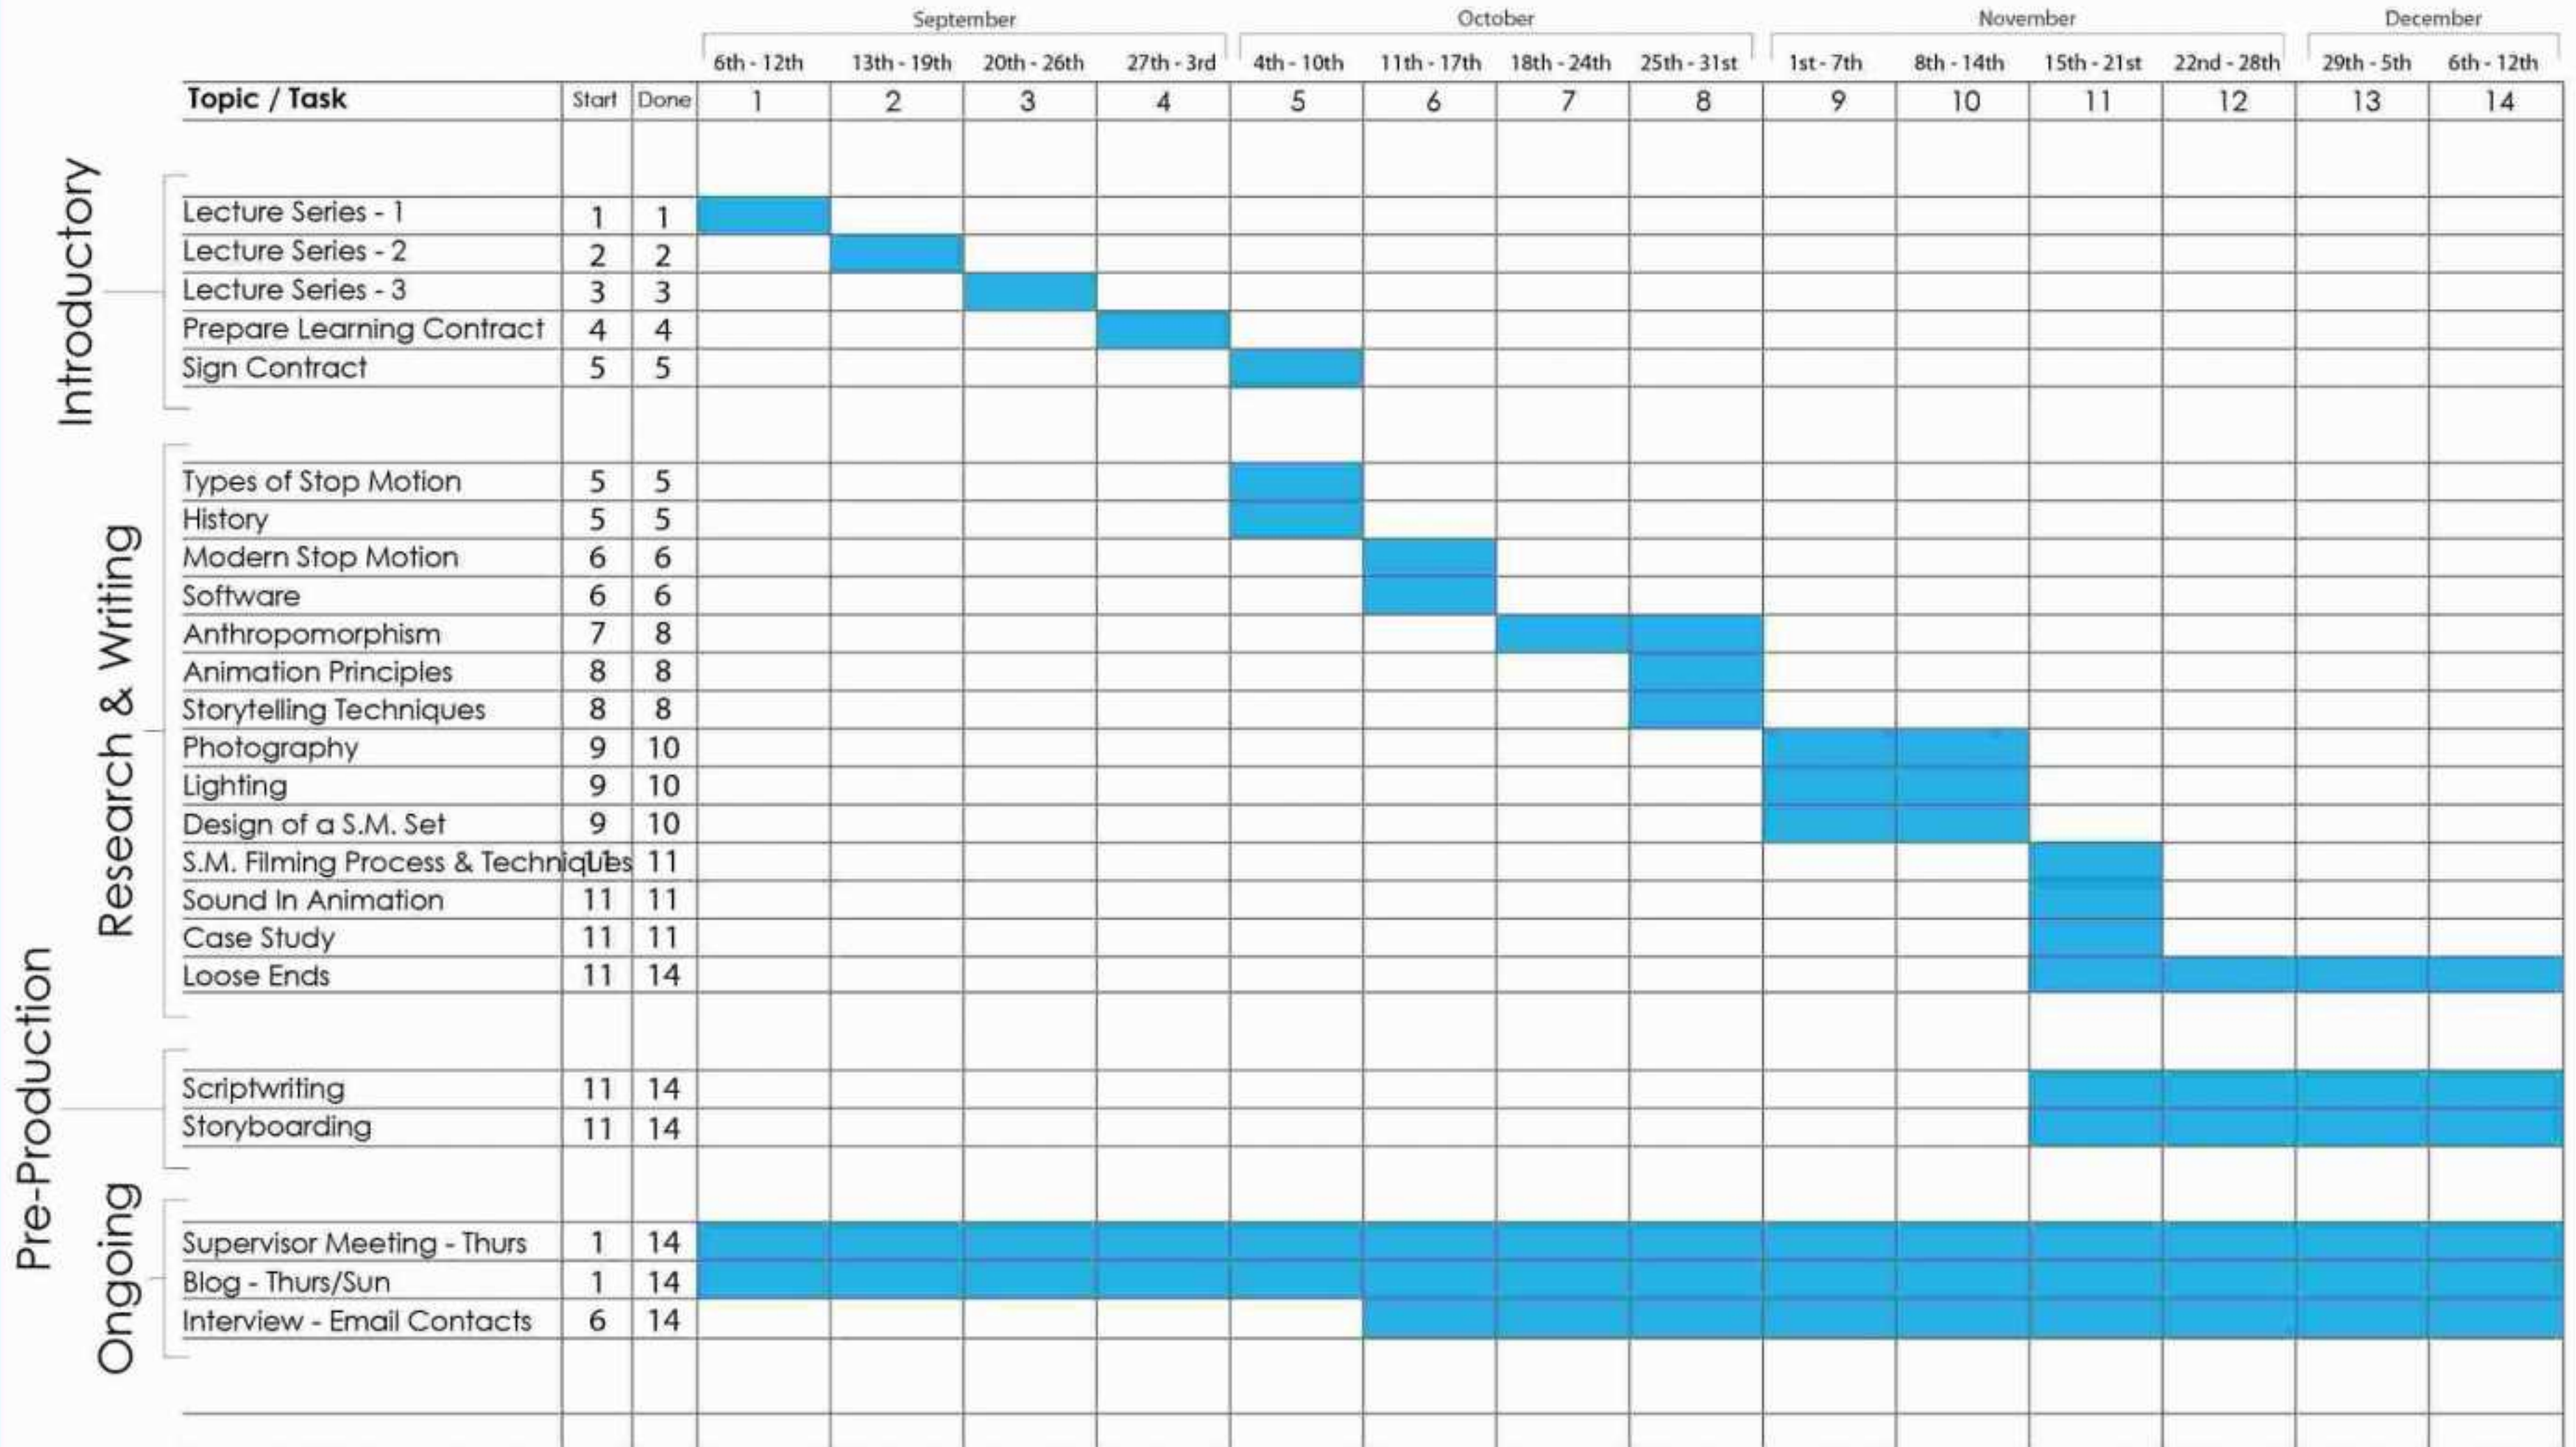 September October November December
6th - 12th 13th - 19th 20th - 26th 27th - 3rd 4th - 10th 11th - 17th 18th - 24th 25th - 31st 1st - 7th 8th - 14th 15th - 21st 22nd - 28th 29th - 5th 6th - 12th
Topic / Task Start Done 1 2 3 4 5 6 7 8 9 10 11 12 13 14
Introductory
Lecture Series - 1 1 1
Lecture Series - 2 2 2
Lecture Series - 3 3 3
Prepare Learning Contract 4 4
Sign Contract 5 5
Research & Writing
Types of Stop Motion 5 5
History 5 5
Modern Stop Motion 6 6
Software 6 6
Anthropomorphism 7 8
Animation Principles 8 8
Storytelling Techniques 8 8
Photography 9 10
Lighting 9 10
Design of a S.M. Set 9 10
S.M. Filming Process & Techniques 11 11
Sound In Animation 11 11
Case Study 11 11
Loose Ends 11 14
Pre-Production
Scriptwriting 11 14
Storyboarding 11 14
Ongoing
Supervisor Meeting - Thurs 1 14
Blog - Thurs/Sun 1 14
Interview - Email Contacts 6 14